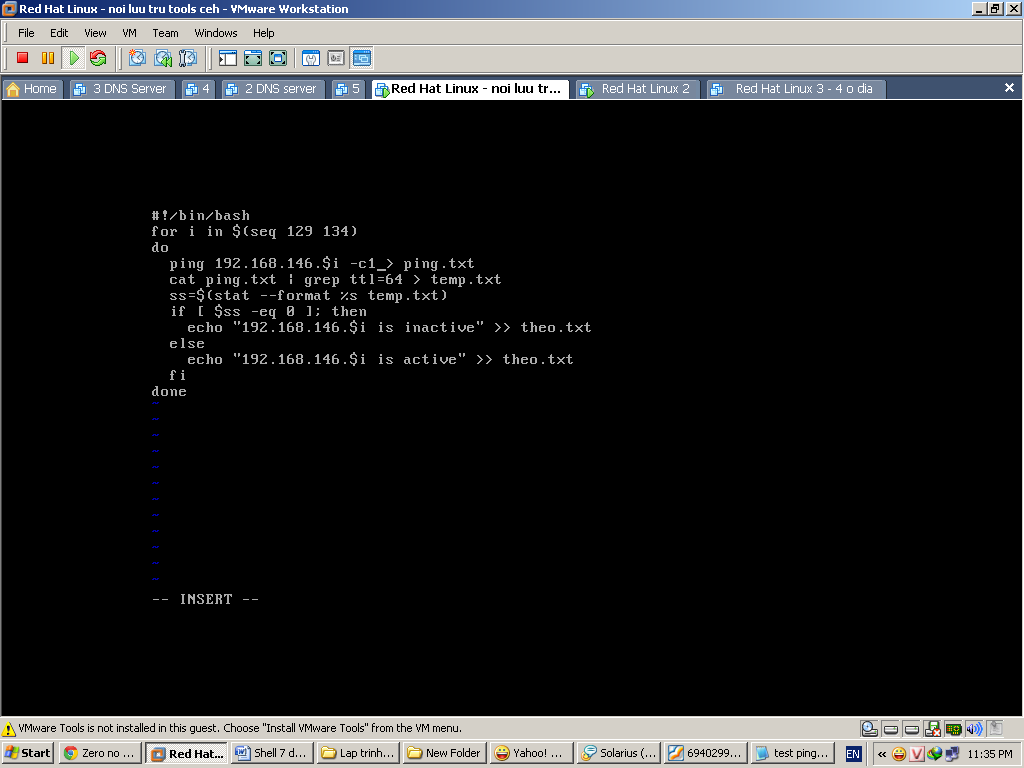 Red Hat Linux - noi luu tru tools ceh - VMware Workstation
File Edit View VM Team Windows Help
Home 3 DNS Server 4 2 DNS server 5 Red Hat Linux - noi luu tr... Red Hat Linux 2 Red Hat Linux 3 - 4 o dia
#!/bin/bash
for i in $(seq 129 134)
do
  ping 192.168.146.$i -c1_> ping.txt
  cat ping.txt | grep ttl=64 > temp.txt
  ss=$(stat --format %s temp.txt)
  if [ $ss -eq 0 ]; then
    echo "192.168.146.$i is inactive" >> theo.txt
  else
    echo "192.168.146.$i is active" >> theo.txt
  fi
done
~
~
~
~
~
~
~
~
~
~
~
~
-- INSERT --
VMware Tools is not installed in this guest. Choose "Install VMware Tools" from the VM menu.
Start Zero no ... Red Hat... Shell 7 d... Lap trinh... New Folder Yahoo! ... Solarius (... 6940299... test ping... EN « 11:35 PM